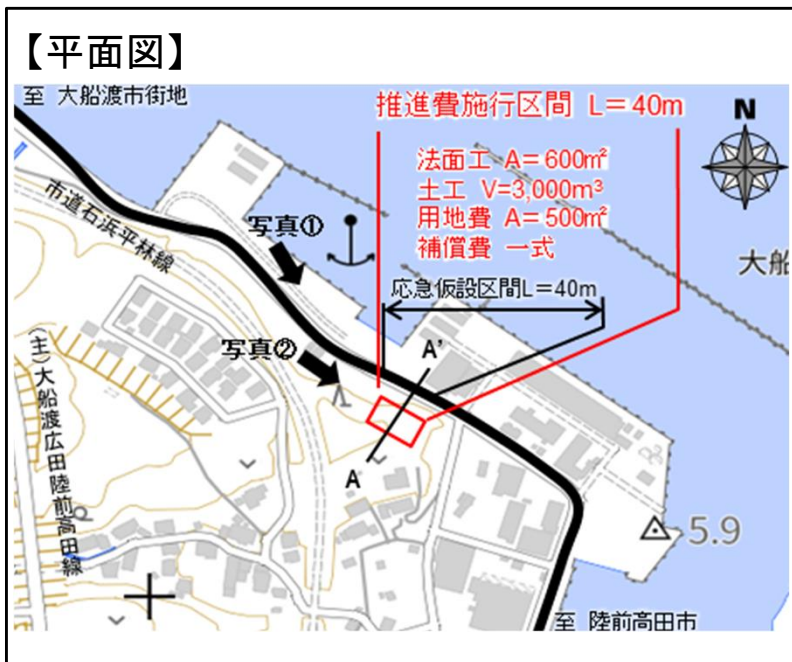 【平面図】
至 大船渡市街地
推進費施行区間 L=40m
N
法面工 A=600m²
土工 V=3,000m³
用地費 A=500m²
補償費 一式
市道石浜平林線
写真①
大船
応急仮設区間L=40m
写真②
A'
(主)大船渡広田陸前高田線
A
5.9
至 陸前高田市